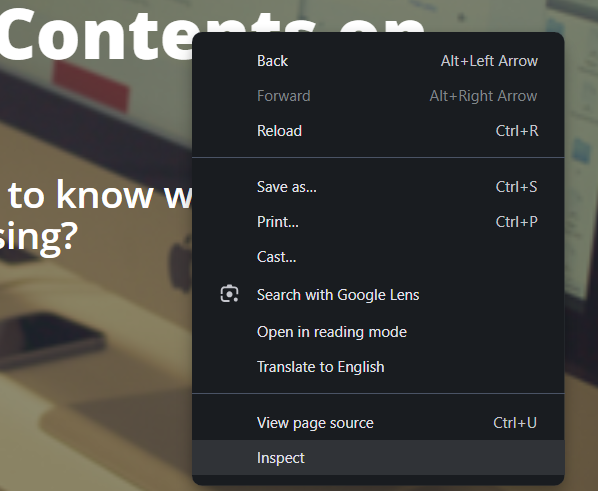 Contents on
Back Alt+Left Arrow
Forward Alt+Right Arrow
Reload Ctrl+R
Save as... Ctrl+S
to know w
sing?
Print... Ctrl+P
Cast...
Search with Google Lens
Open in reading mode
Translate to English
View page source Ctrl+U
Inspect